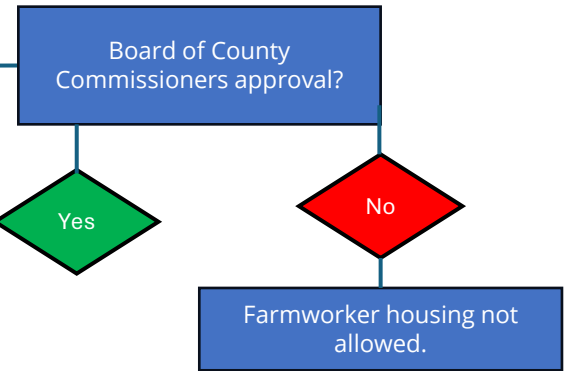 Board of County
Commissioners approval?
Yes
No
Farmworker housing not
allowed.